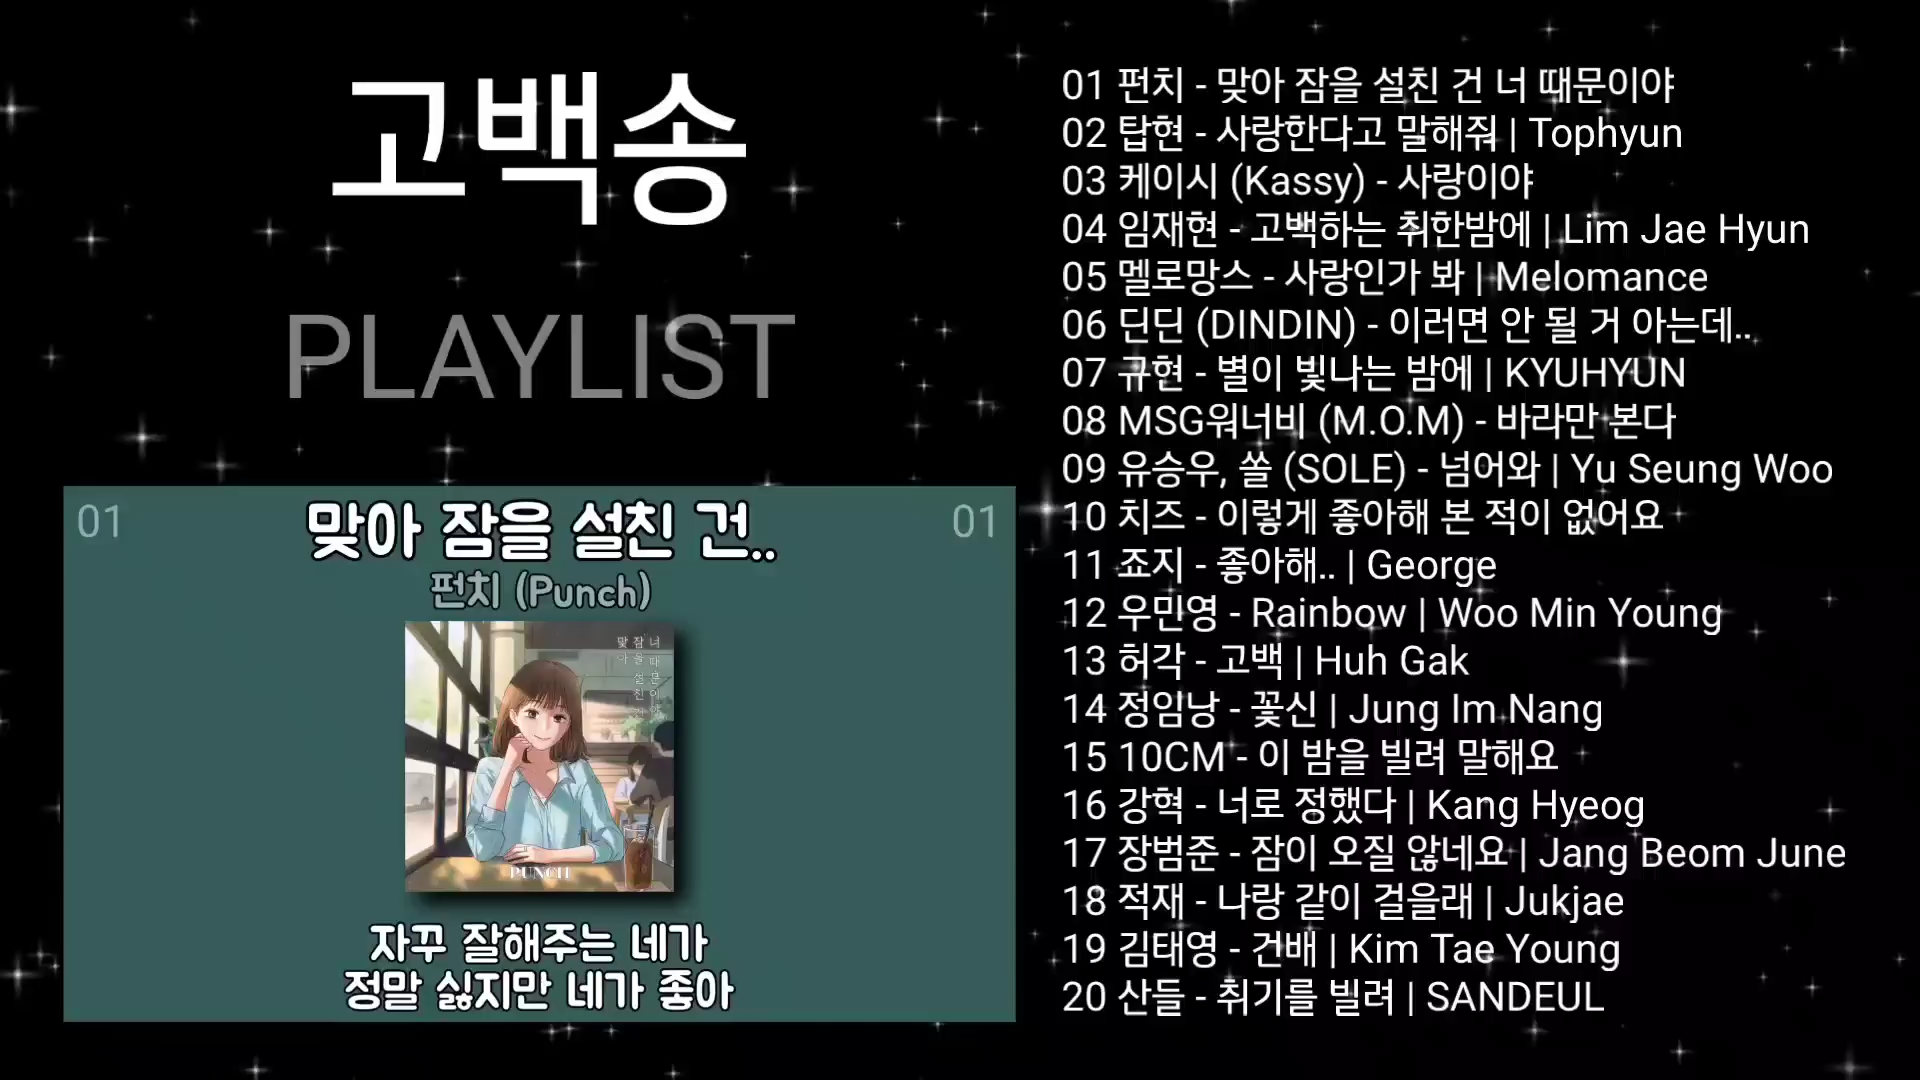 고백송
PLAYLIST
01
01
맞아 잠을 설친 건..
펀치 (Punch)
너 때문이야
잠을 설친 건
맞아
PUNCH
자꾸 잘해주는 네가
정말 싫지만 네가 좋아
01 펀치 - 맞아 잠을 설친 건 너 때문이야
02 탑현 - 사랑한다고 말해줘 | Tophyun
03 케이시 (Kassy) - 사랑이야
04 임재현 - 고백하는 취한밤에 | Lim Jae Hyun
05 멜로망스 - 사랑인가 봐 | Melomance
06 딘딘 (DINDIN) - 이러면 안 될 거 아는데..
07 규현 - 별이 빛나는 밤에 | KYUHYUN
08 MSG워너비 (M.O.M) - 바라만 본다
09 유승우, 쏠 (SOLE) - 넘어와 | Yu Seung Woo
10 치즈 - 이렇게 좋아해 본 적이 없어요
11 죠지 - 좋아해.. | George
12 우민영 - Rainbow | Woo Min Young
13 허각 - 고백 | Huh Gak
14 정임낭 - 꽃신 | Jung Im Nang
15 10CM - 이 밤을 빌려 말해요
16 강혁 - 너로 정했다 | Kang Hyeog
17 장범준 - 잠이 오질 않네요 | Jang Beom June
18 적재 - 나랑 같이 걸을래 | Jukjae
19 김태영 - 건배 | Kim Tae Young
20 산들 - 취기를 빌려 | SANDEUL